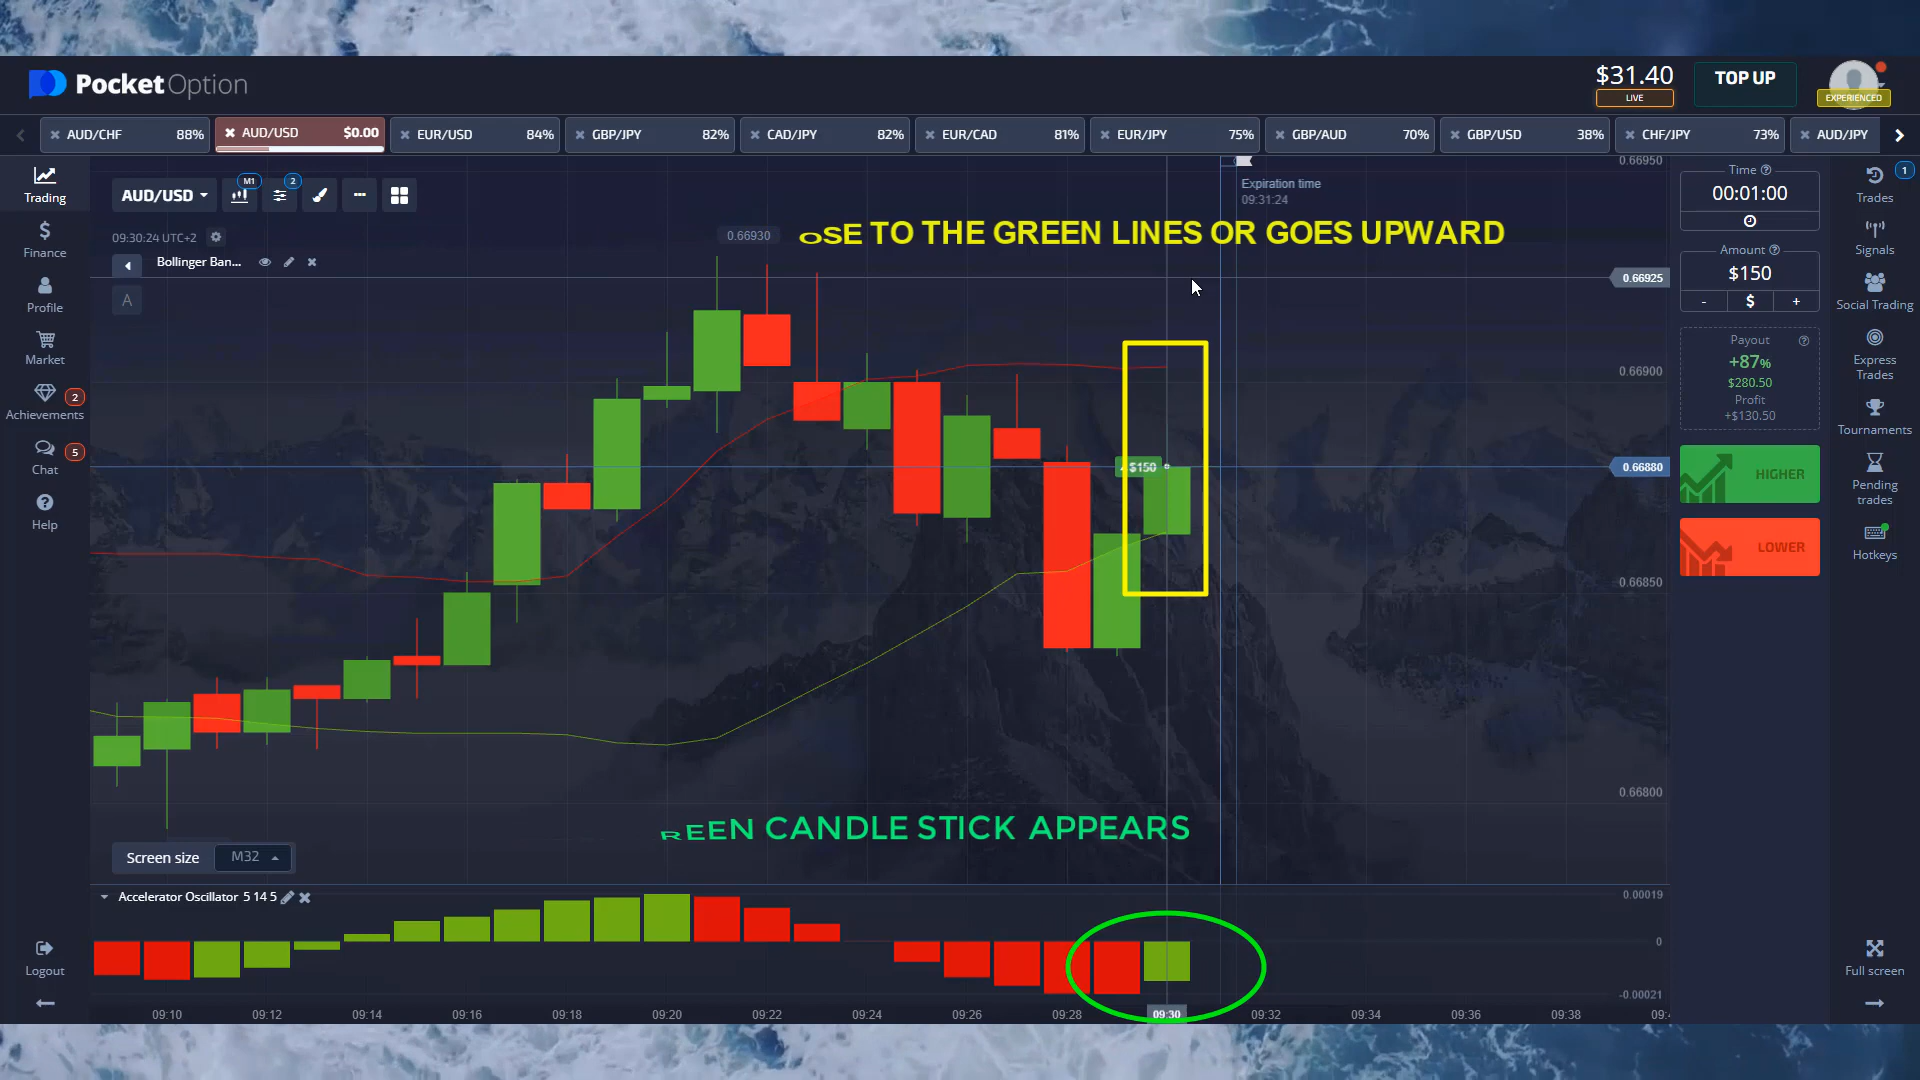 PocketOption
$31.40
LIVE
TOP UP
EXPERIENCED
AUD/CHF 88%
AUD/USD $0.00
EUR/USD 84%
GBP/JPY 82%
CAD/JPY 82%
EUR/CAD 81%
EUR/JPY 75%
GBP/AUD 70%
GBP/USD 38%
CHF/JPY 73%
AUD/JPY
Trading
Finance
Profile
Market
Achievements
2
Chat
5
Help
Logout
AUD/USD
M1
2
09:30:24 UTC+2
Bollinger Ban...
A
0.66930
OSE TO THE GREEN LINES OR GOES UPWARD
Expiration time
09:31:24
0.66950
0.66925
0.66900
0.66880
0.66850
0.66800
$150
REEN CANDLE STICK APPEARS
Screen size M32
Accelerator Oscillator 5 14 5
0.00019
0
-0.00021
09:10 09:12 09:14 09:16 09:18 09:20 09:22 09:24 09:26 09:28 09:30 09:32 09:34 09:36 09:38
Time
00:01:00
Amount
$150
- $ +
Payout
+87%
$280.50
Profit
+$130.50
HIGHER
LOWER
Trades
1
Signals
Social Trading
Express
Trades
Tournaments
Pending
trades
Hotkeys
Full screen